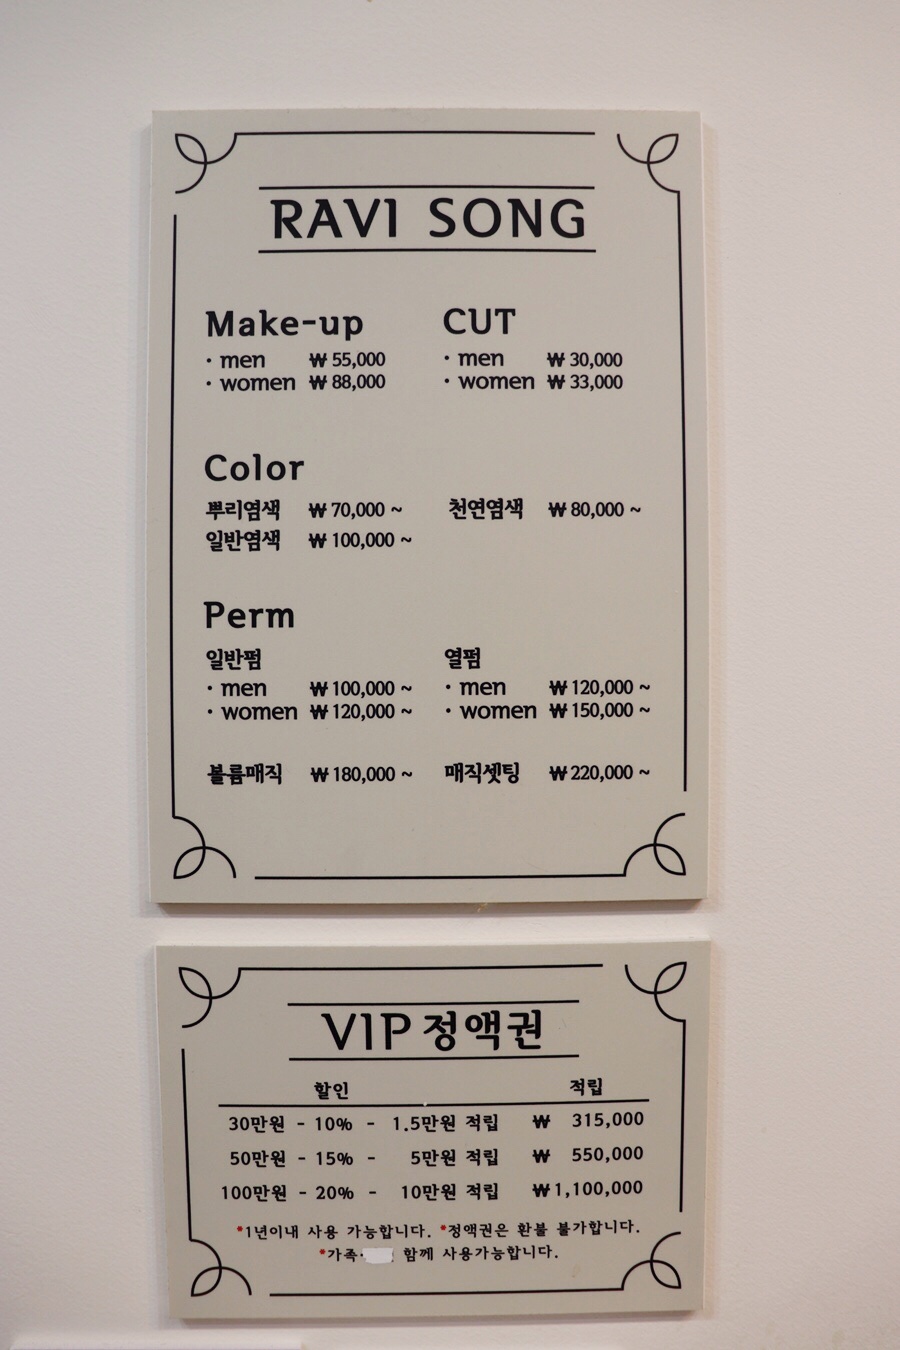 RAVI SONG
Make-up
· men ₩ 55,000
· women ₩ 88,000
CUT
· men ₩ 30,000
· women ₩ 33,000
Color
뿌리염색 ₩ 70,000 ~ 천연염색 ₩ 80,000 ~
일반염색 ₩ 100,000 ~
Perm
일반펌
· men ₩ 100,000 ~
· women ₩ 120,000 ~
열펌
· men ₩ 120,000 ~
· women ₩ 150,000 ~
볼륨매직 ₩ 180,000 ~ 매직셋팅 ₩ 220,000 ~
VIP 정액권
할인 적립
30만원 - 10% - 1.5만원 적립 ₩ 315,000
50만원 - 15% - 5만원 적립 ₩ 550,000
100만원 - 20% - 10만원 적립 ₩ 1,100,000
*1년이내 사용 가능합니다. *정액권은 환불 불가합니다.
*가족· 함께 사용가능합니다.